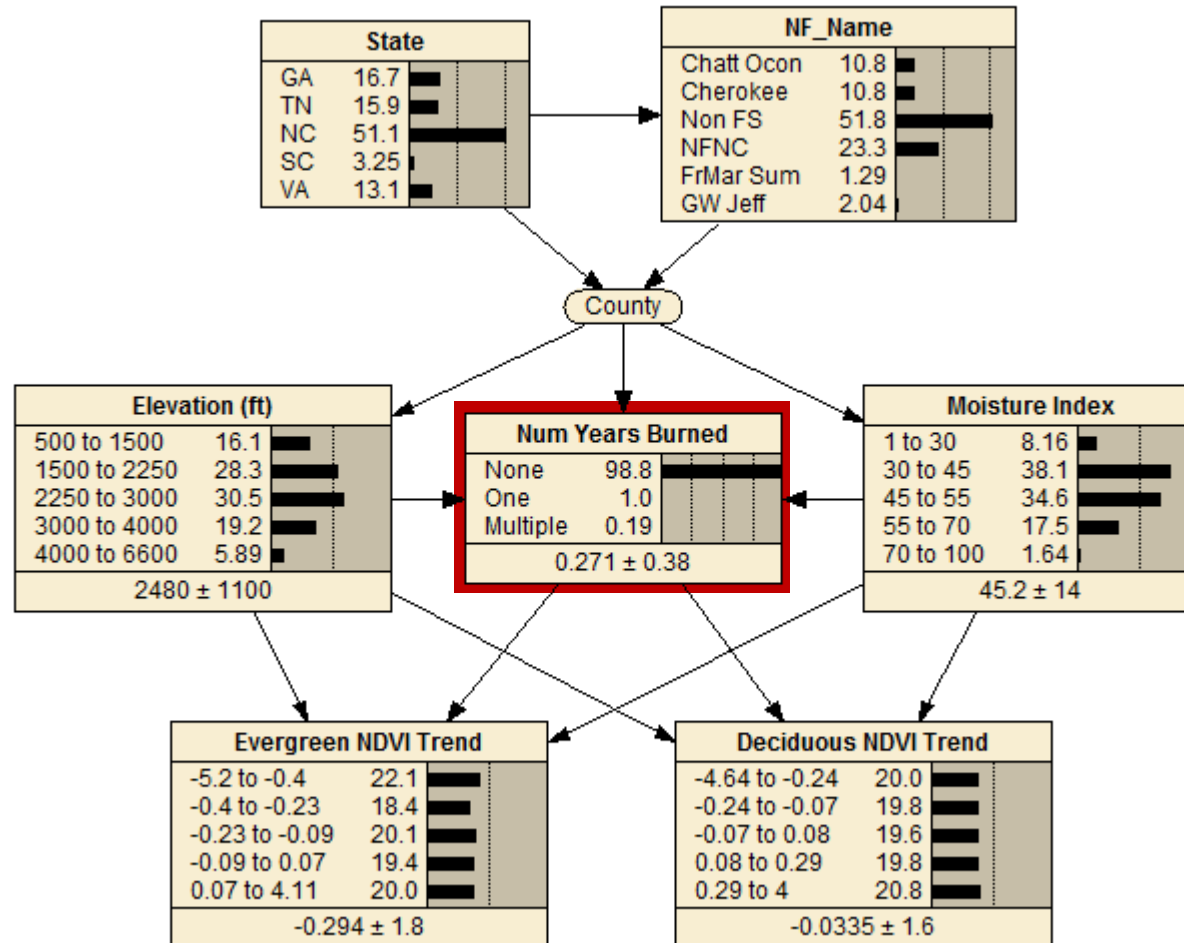 State
GA 16.7
TN 15.9
NC 51.1
SC 3.25
VA 13.1
NF_Name
Chatt Ocon 10.8
Cherokee 10.8
Non FS 51.8
NFNC 23.3
FrMar Sum 1.29
GW Jeff 2.04
County
Elevation (ft)
500 to 1500 16.1
1500 to 2250 28.3
2250 to 3000 30.5
3000 to 4000 19.2
4000 to 6600 5.89
2480 ± 1100
Num Years Burned
None 98.8
One 1.0
Multiple 0.19
0.271 ± 0.38
Moisture Index
1 to 30 8.16
30 to 45 38.1
45 to 55 34.6
55 to 70 17.5
70 to 100 1.64
45.2 ± 14
Evergreen NDVI Trend
-5.2 to -0.4 22.1
-0.4 to -0.23 18.4
-0.23 to -0.09 20.1
-0.09 to 0.07 19.4
0.07 to 4.11 20.0
-0.294 ± 1.8
Deciduous NDVI Trend
-4.64 to -0.24 20.0
-0.24 to -0.07 19.8
-0.07 to 0.08 19.6
0.08 to 0.29 19.8
0.29 to 4 20.8
-0.0335 ± 1.6